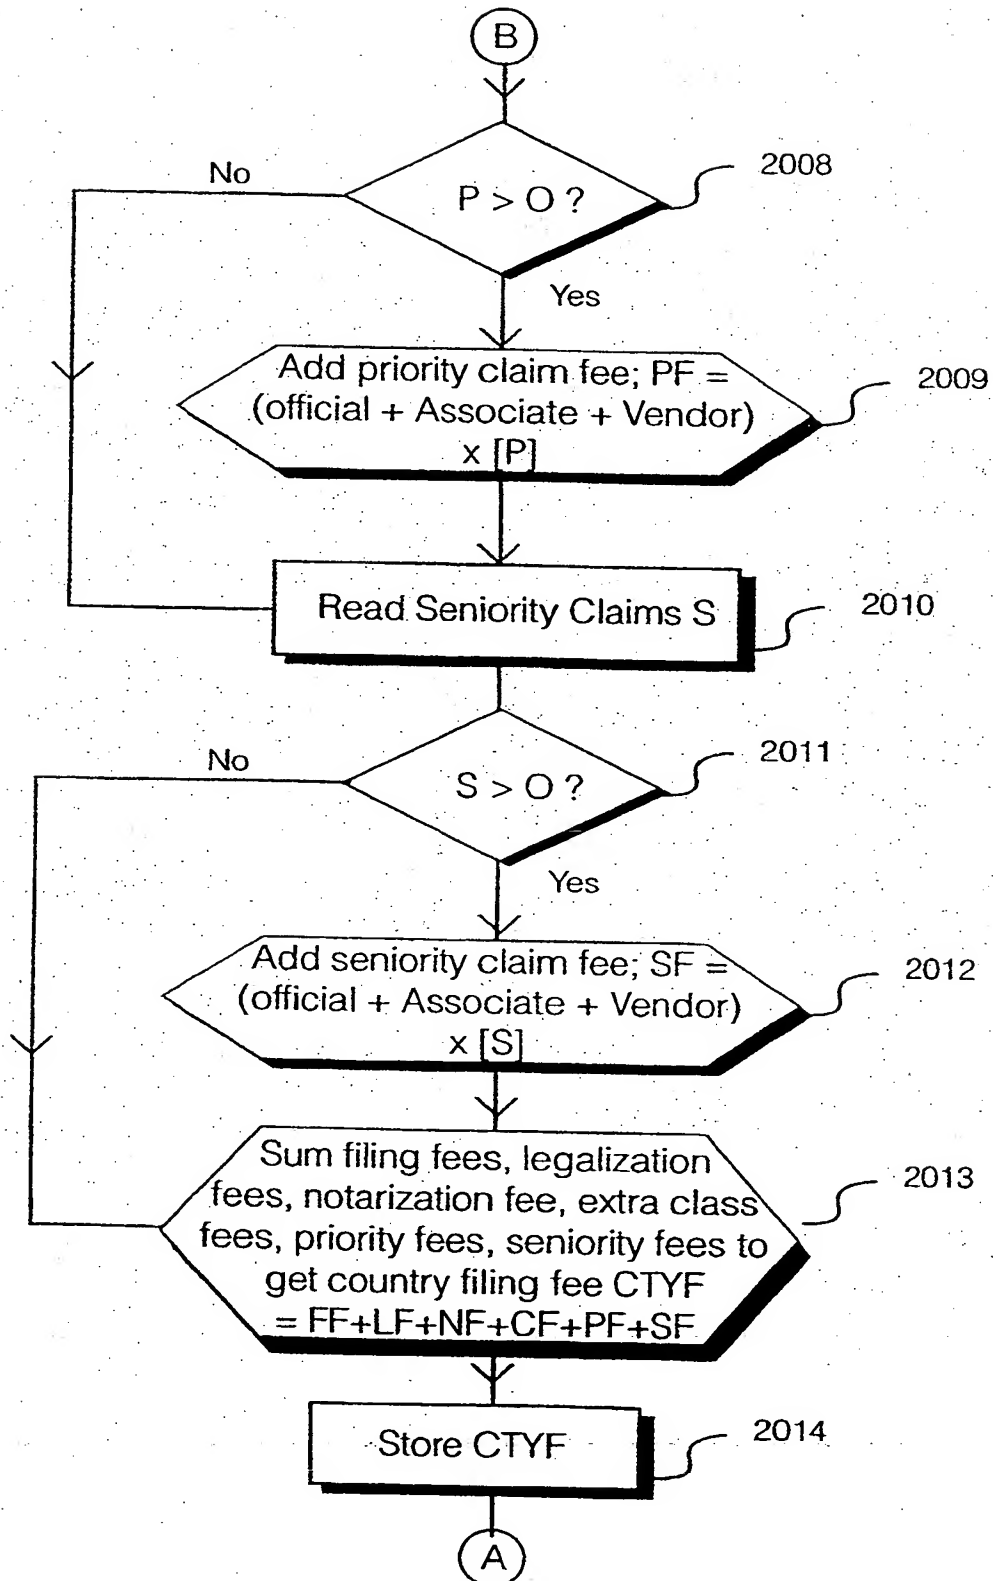 B
P > O ?
2008
No
Yes
Add priority claim fee; PF =
(official + Associate + Vendor)
x [P]
2009
Read Seniority Claims S
2010
S > O ?
2011
No
Yes
Add seniority claim fee; SF =
(official + Associate + Vendor)
x [S]
2012
Sum filing fees, legalization
fees, notarization fee, extra class
fees, priority fees, seniority fees to
get country filing fee CTYF
= FF+LF+NF+CF+PF+SF
2013
Store CTYF
2014
A